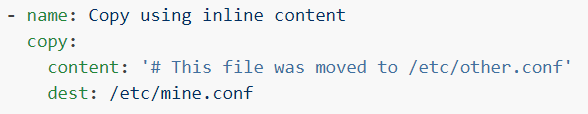 - name: Copy using inline content
  copy:
    content: '# This file was moved to /etc/other.conf'
    dest: /etc/mine.conf